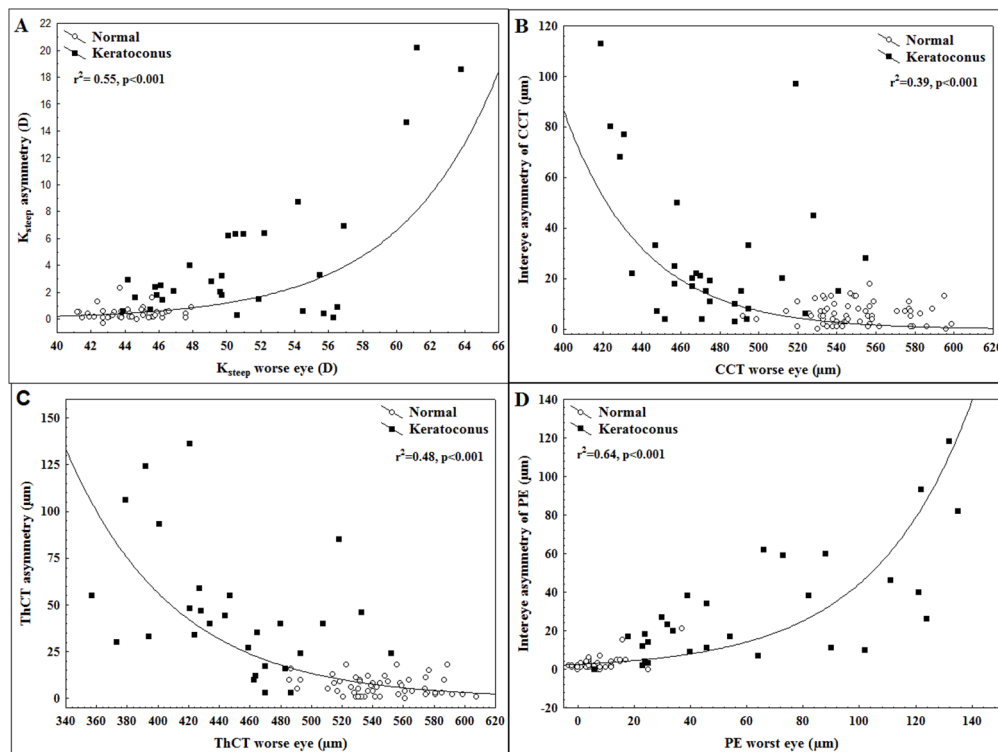 A
Normal
Keratoconus
r²= 0.55, p<0.001
K steep asymmetry (D)
22
20
18
16
14
12
10
8
6
4
2
0
40 42 44 46 48 50 52 54 56 58 60 62 64 66
K steep worse eye (D)
B
Normal
Keratoconus
r²=0.39, p<0.001
Intereye asymmetry of CCT (µm)
120
100
80
60
40
20
0
400 420 440 460 480 500 520 540 560 580 600 620
CCT worse eye (µm)
C
Normal
Keratoconus
r²=0.48, p<0.001
ThCT asymmetry (µm)
150
125
100
75
50
25
0
340 360 380 400 420 440 460 480 500 520 540 560 580 600 620
ThCT worse eye (µm)
D
Normal
Keratoconus
r²=0.64, p<0.001
Intereye asymmetry of PE (µm)
140
120
100
80
60
40
20
0
-20
0 20 40 60 80 100 120 140
PE worst eye (µm)